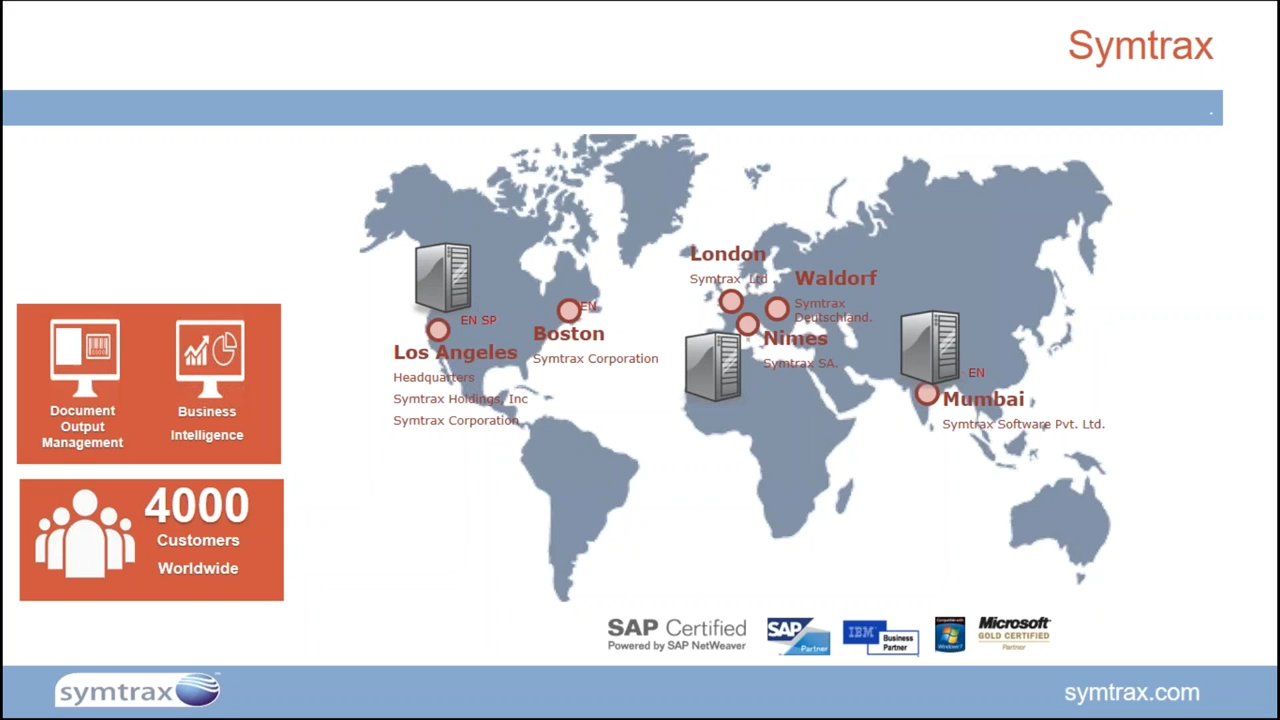 Symtrax
.
London
Symtrax Ltd
Waldorf
Symtrax
Deutschland.
EN
EN SP
Boston
Symtrax Corporation
Nimes
Symtrax SA.
Los Angeles
Headquarters
Symtrax Holdings, Inc
Symtrax Corporation
EN
Mumbai
Symtrax Software Pvt. Ltd.
Document
Output
Management
Business
Intelligence
4000
Customers
Worldwide
SAP Certified
Powered by SAP NetWeaver
SAP
Partner
IBM
Business
Partner
Windows 7
Microsoft
GOLD CERTIFIED
Partner
symtrax
symtrax.com